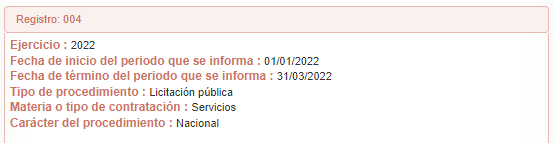 Registro: 004
Ejercicio : 2022
Fecha de inicio del periodo que se informa : 01/01/2022
Fecha de término del periodo que se informa : 31/03/2022
Tipo de procedimiento : Licitación pública
Materia o tipo de contratación : Servicios
Carácter del procedimiento : Nacional